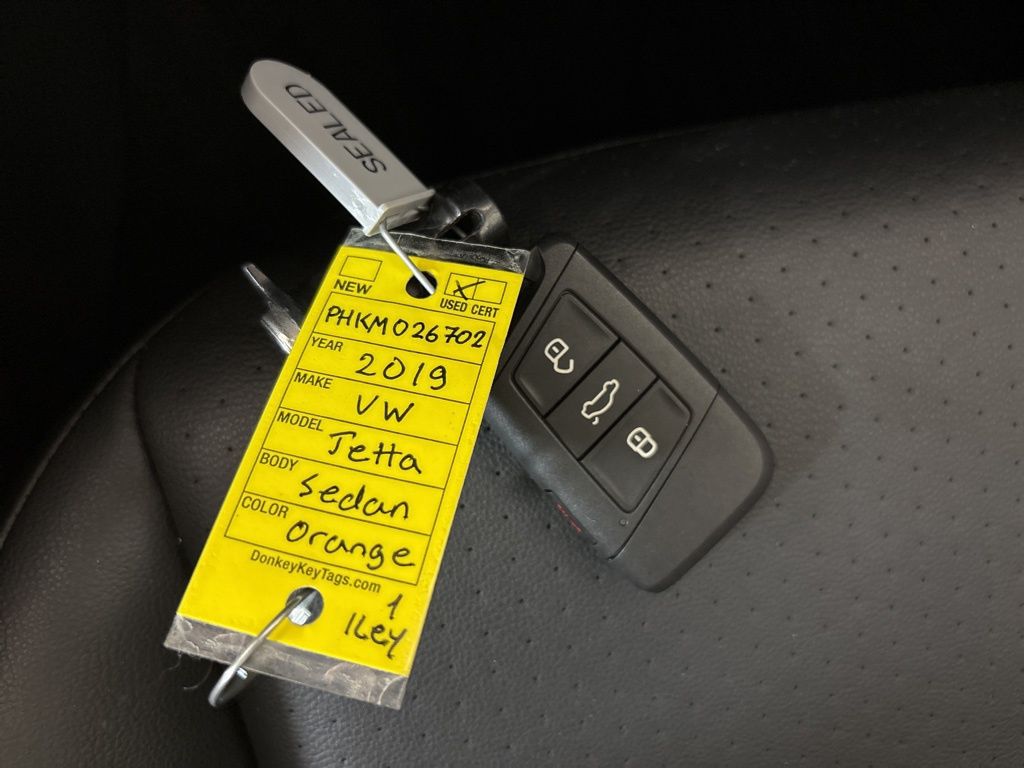 SEALED
NEW
USED CERT
PHKM026702
YEAR 2019
MAKE VW
MODEL Jetta
BODY Sedan
COLOR Orange
DonkeyKeyTags.com
1
Key